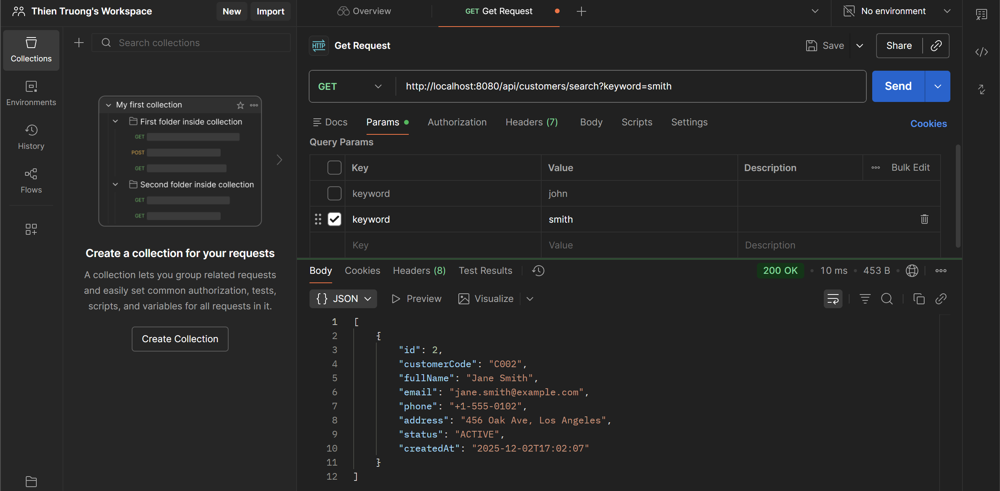 Thien Truong's Workspace
New
Import
Overview
GET Get Request
No environment
Collections
Environments
History
Flows
Search collections
My first collection
First folder inside collection
GET
POST
GET
Second folder inside collection
GET
GET
Create a collection for your requests
A collection lets you group related requests
and easily set common authorization, tests,
scripts, and variables for all requests in it.
Create Collection
HTTP
Get Request
Save
Share
GET
http://localhost:8080/api/customers/search?keyword=smith
Send
Docs
Params
Authorization
Headers (7)
Body
Scripts
Settings
Cookies
Query Params
Key
Value
Description
Bulk Edit
keyword
john
keyword
smith
Key
Value
Description
Body
Cookies
Headers (8)
Test Results
200 OK
10 ms
453 B
{} JSON
Preview
Visualize
1 [
2 {
3 "id": 2,
4 "customerCode": "C002",
5 "fullName": "Jane Smith",
6 "email": "jane.smith@example.com",
7 "phone": "+1-555-0102",
8 "address": "456 Oak Ave, Los Angeles",
9 "status": "ACTIVE",
10 "createdAt": "2025-12-02T17:02:07"
11 }
12 ]